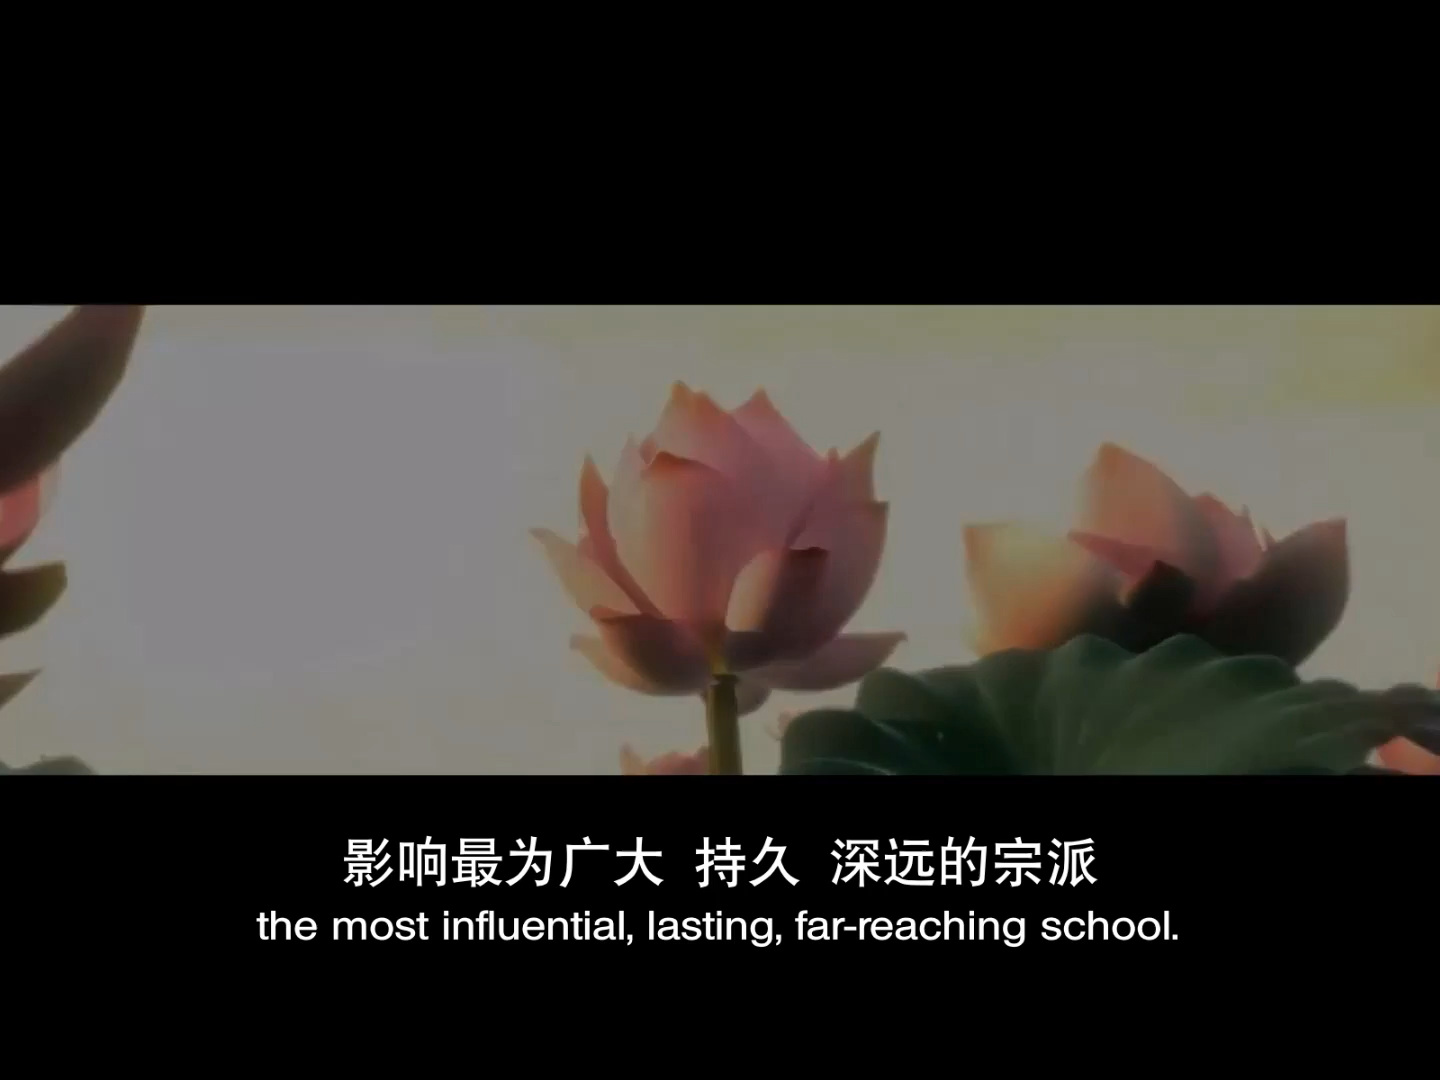 影响最为广大 持久 深远的宗派
the most influential, lasting, far-reaching school.